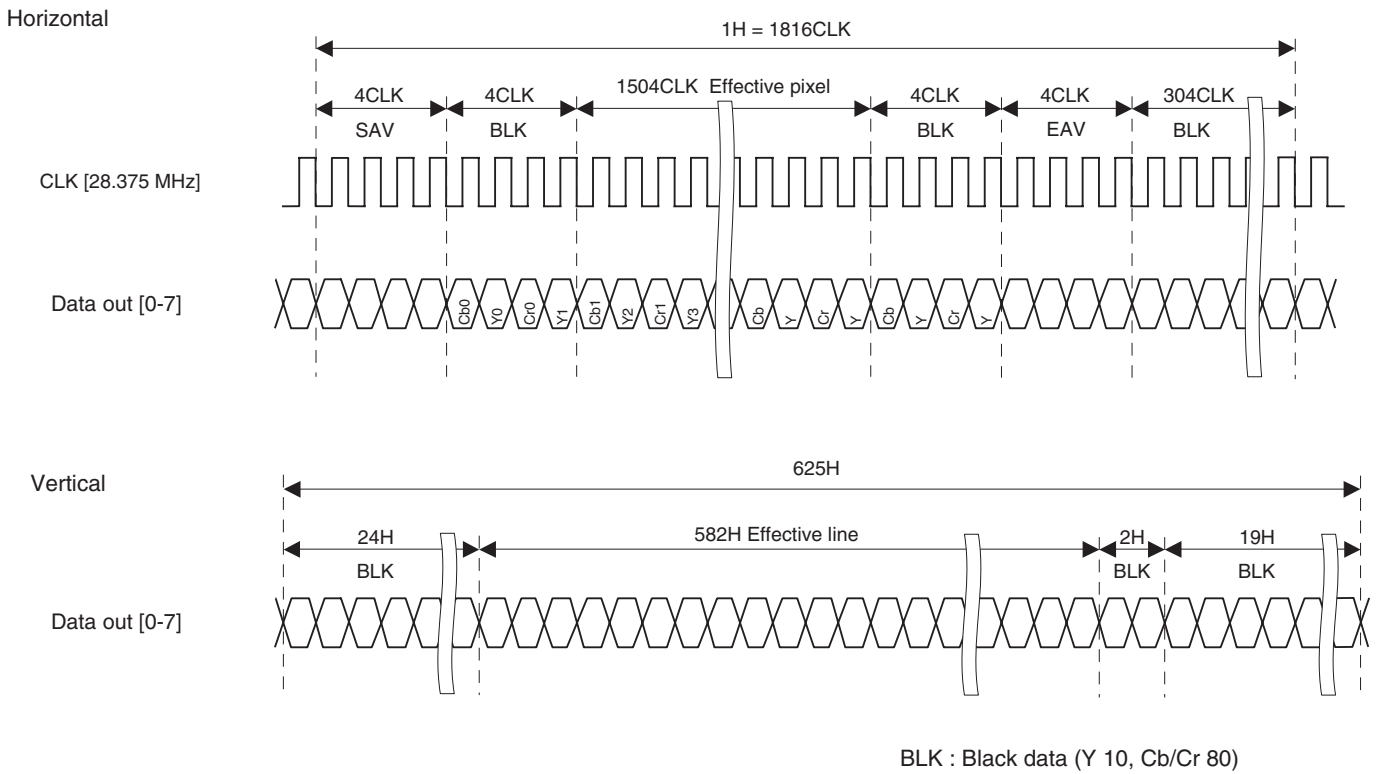 Horizontal
1H = 1816CLK
4CLK 4CLK 1504CLK Effective pixel 4CLK 4CLK 304CLK
SAV BLK BLK EAV BLK
CLK [28.375 MHz]
Data out [0-7]
Cb0 Y0 Cr0 Y1 Cb1 Y2 Cr1 Y3 Cb Y Cr Y Cb Y Cr Y
Vertical
625H
24H 582H Effective line 2H 19H
BLK BLK BLK
Data out [0-7]
BLK : Black data (Y 10, Cb/Cr 80)